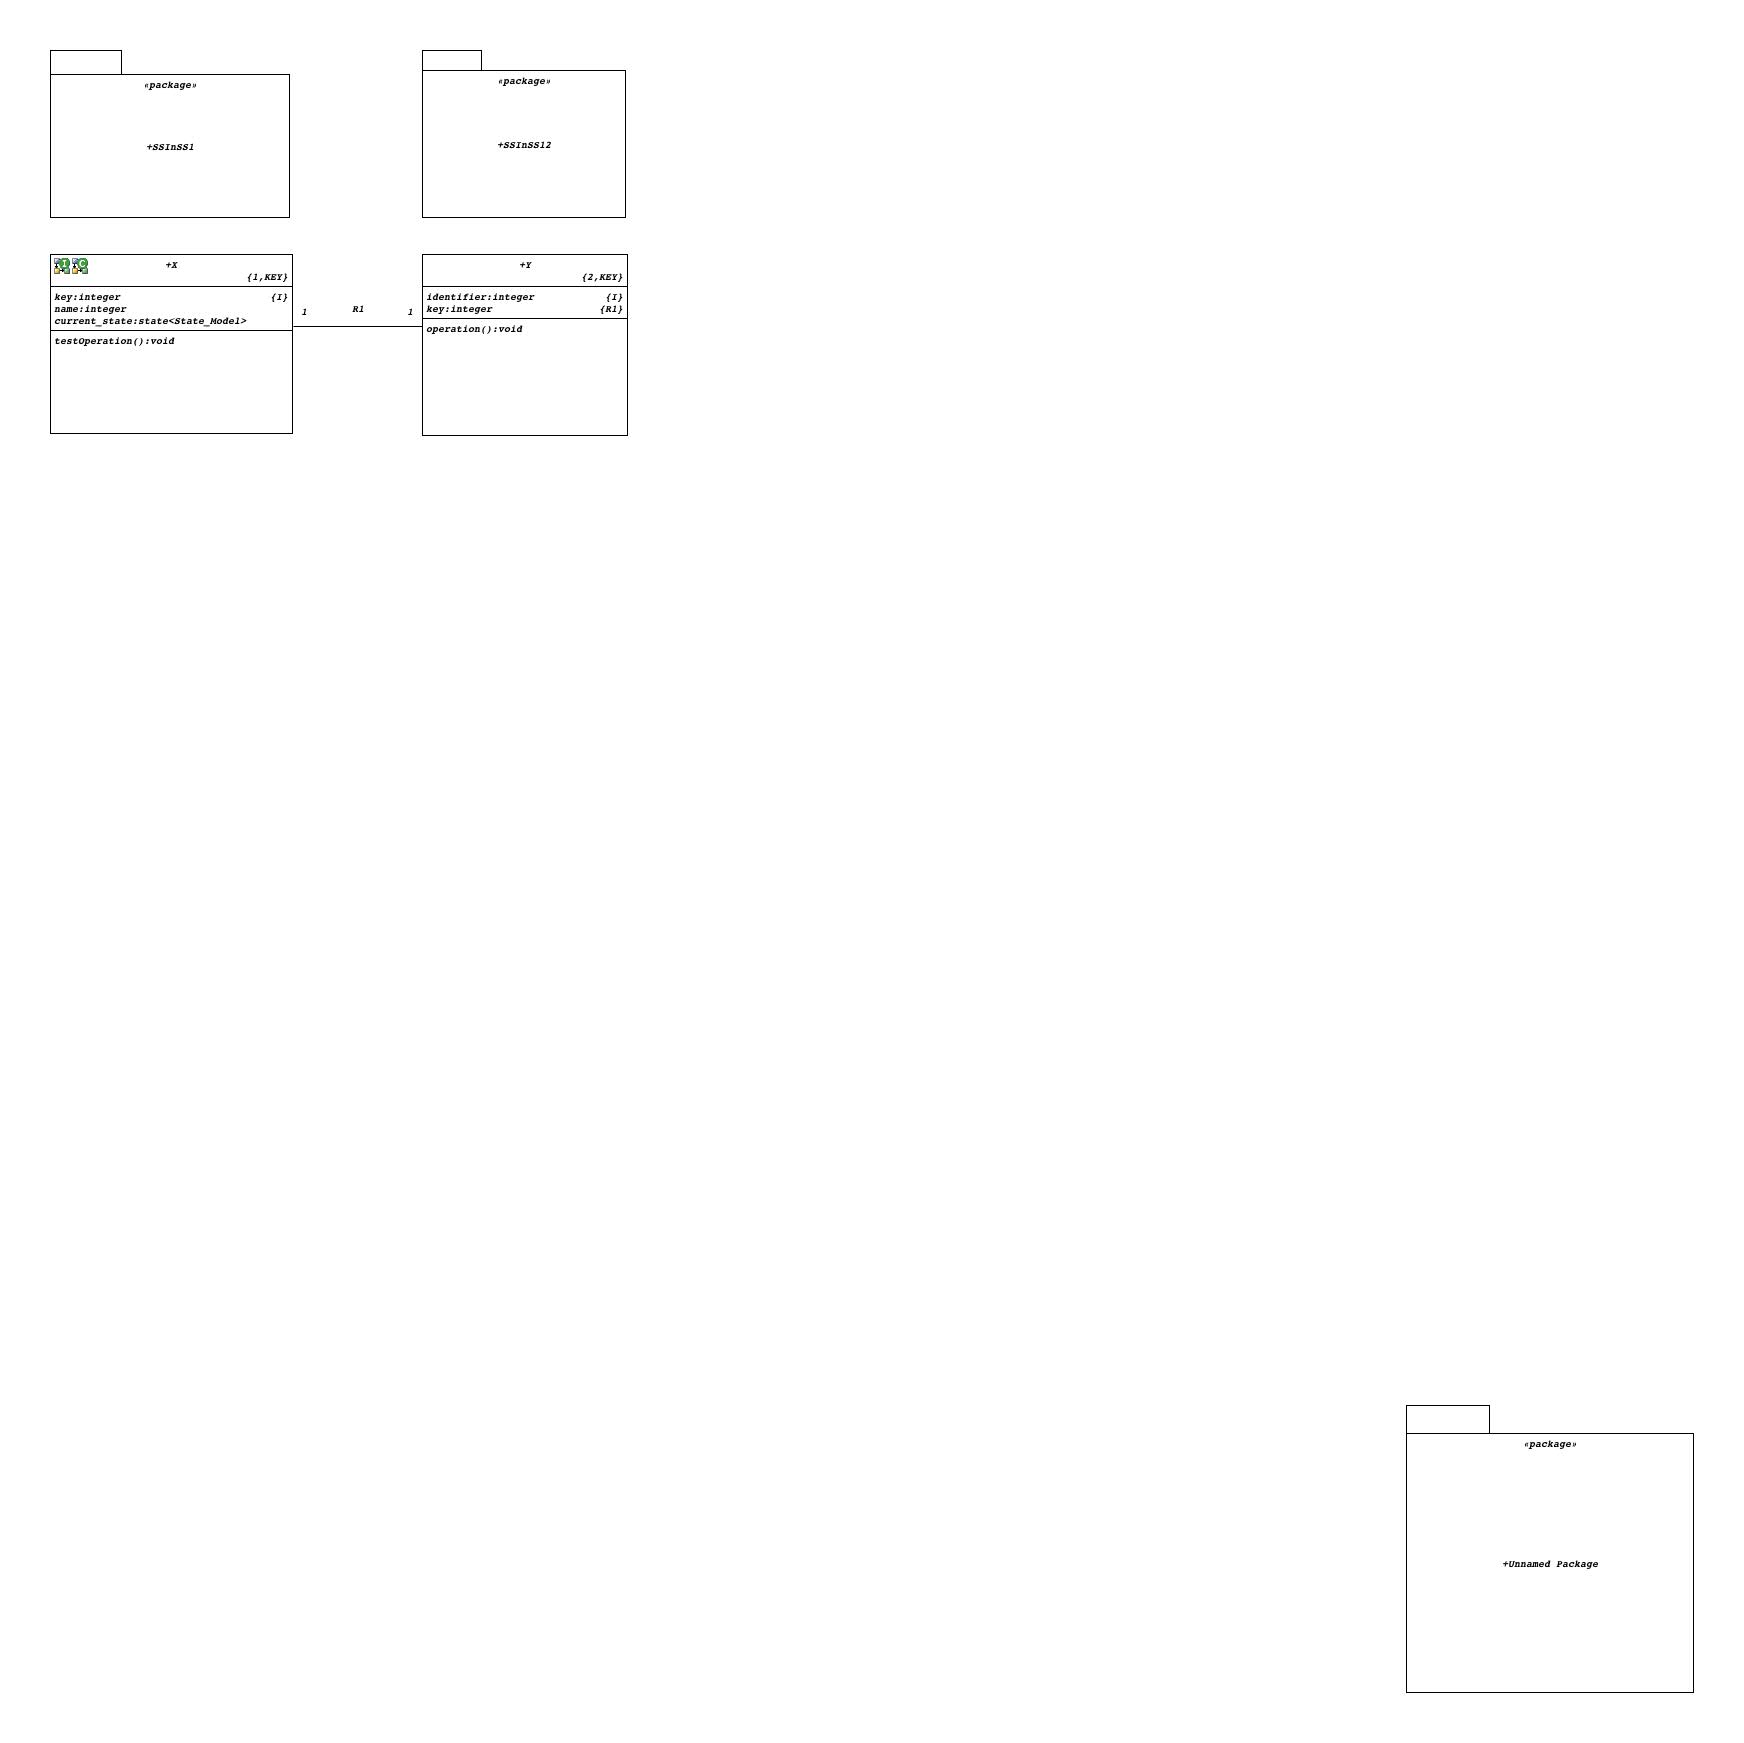 «package»
+SSInSS1
«package»
+SSInSS12
+X
{1,KEY}
key:integer {I}
name:integer
current_state:state<State_Model>
testOperation():void
1 R1 1
+Y
{2,KEY}
identifier:integer {I}
key:integer {R1}
operation():void
«package»
+Unnamed Package